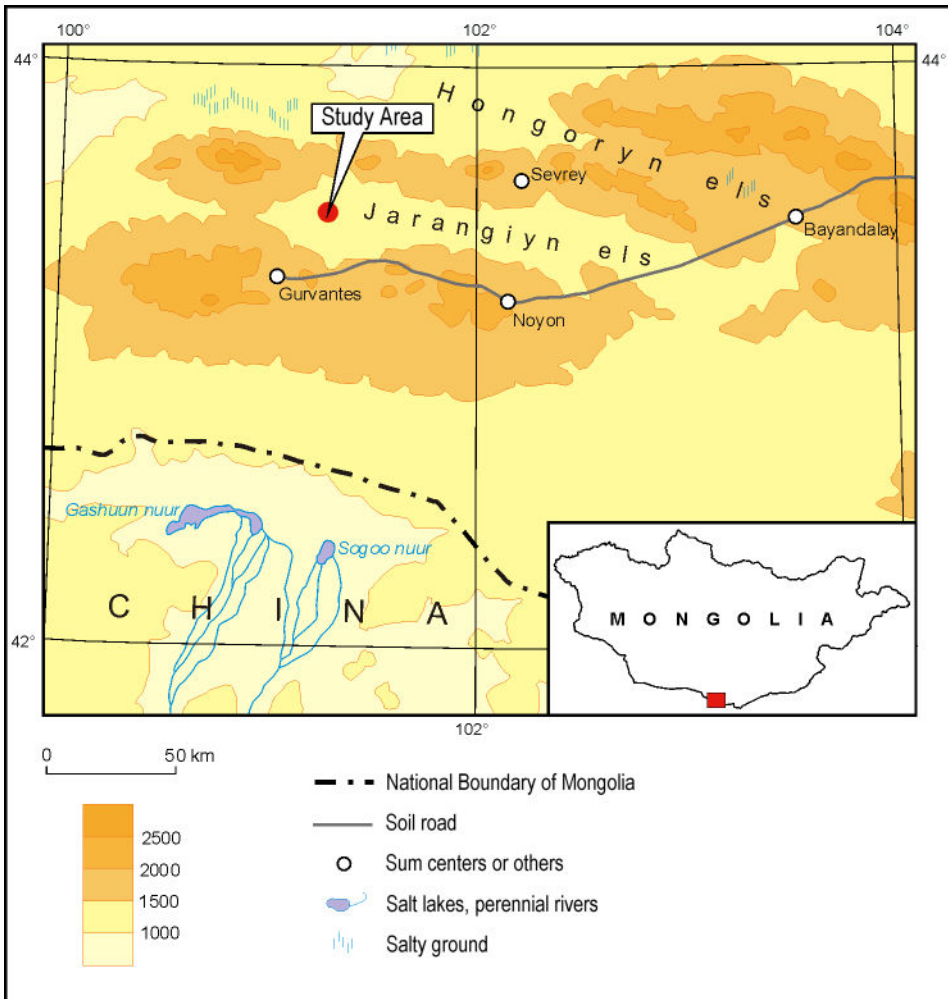 100°
102°
104°
44°
44°
Hongoryn els
Study Area
Sevrey
Jarangiyn els
Bayandalay
Gurvantes
Noyon
Gashuun nuur
Sogoo nuur
CHINA
MONGOLIA
42°
102°
0 50 km
National Boundary of Mongolia
Soil road
2500
2000
Sum centers or others
1500
Salt lakes, perennial rivers
1000
Salty ground